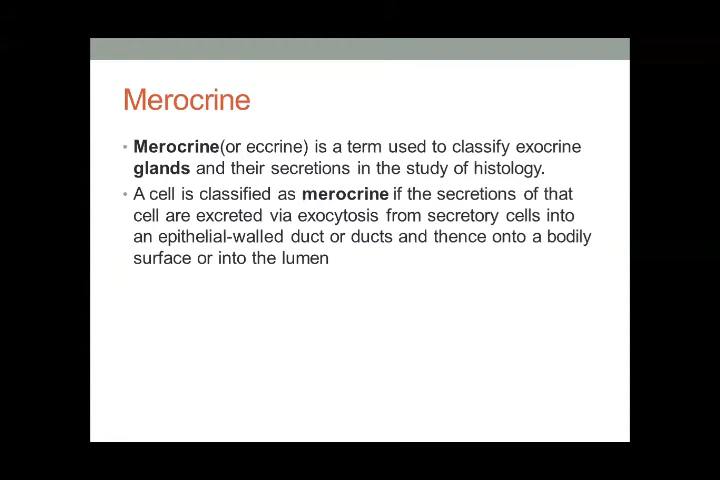 Merocrine
• Merocrine(or eccrine) is a term used to classify exocrine
glands and their secretions in the study of histology.
• A cell is classified as merocrine if the secretions of that
cell are excreted via exocytosis from secretory cells into
an epithelial-walled duct or ducts and thence onto a bodily
surface or into the lumen